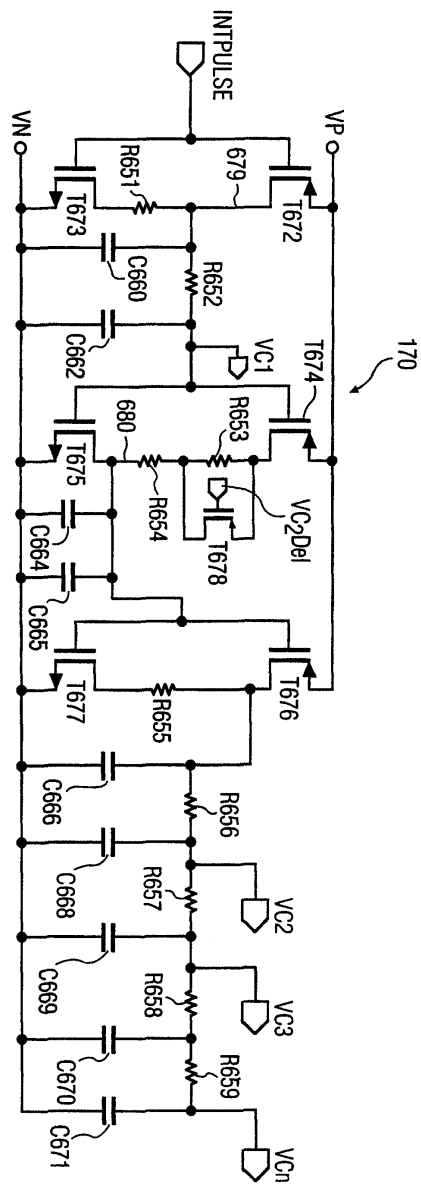 170
INTPULSE
VP
VN
679
T672
R651
T673
C660
R652
C662
VC1
T674
R653
680
R654
T675
VC2Del
T678
C664
C665
T676
R655
T677
C666
R656
C668
R657
VC2
C669
R658
VC3
C670
R659
C671
VCn